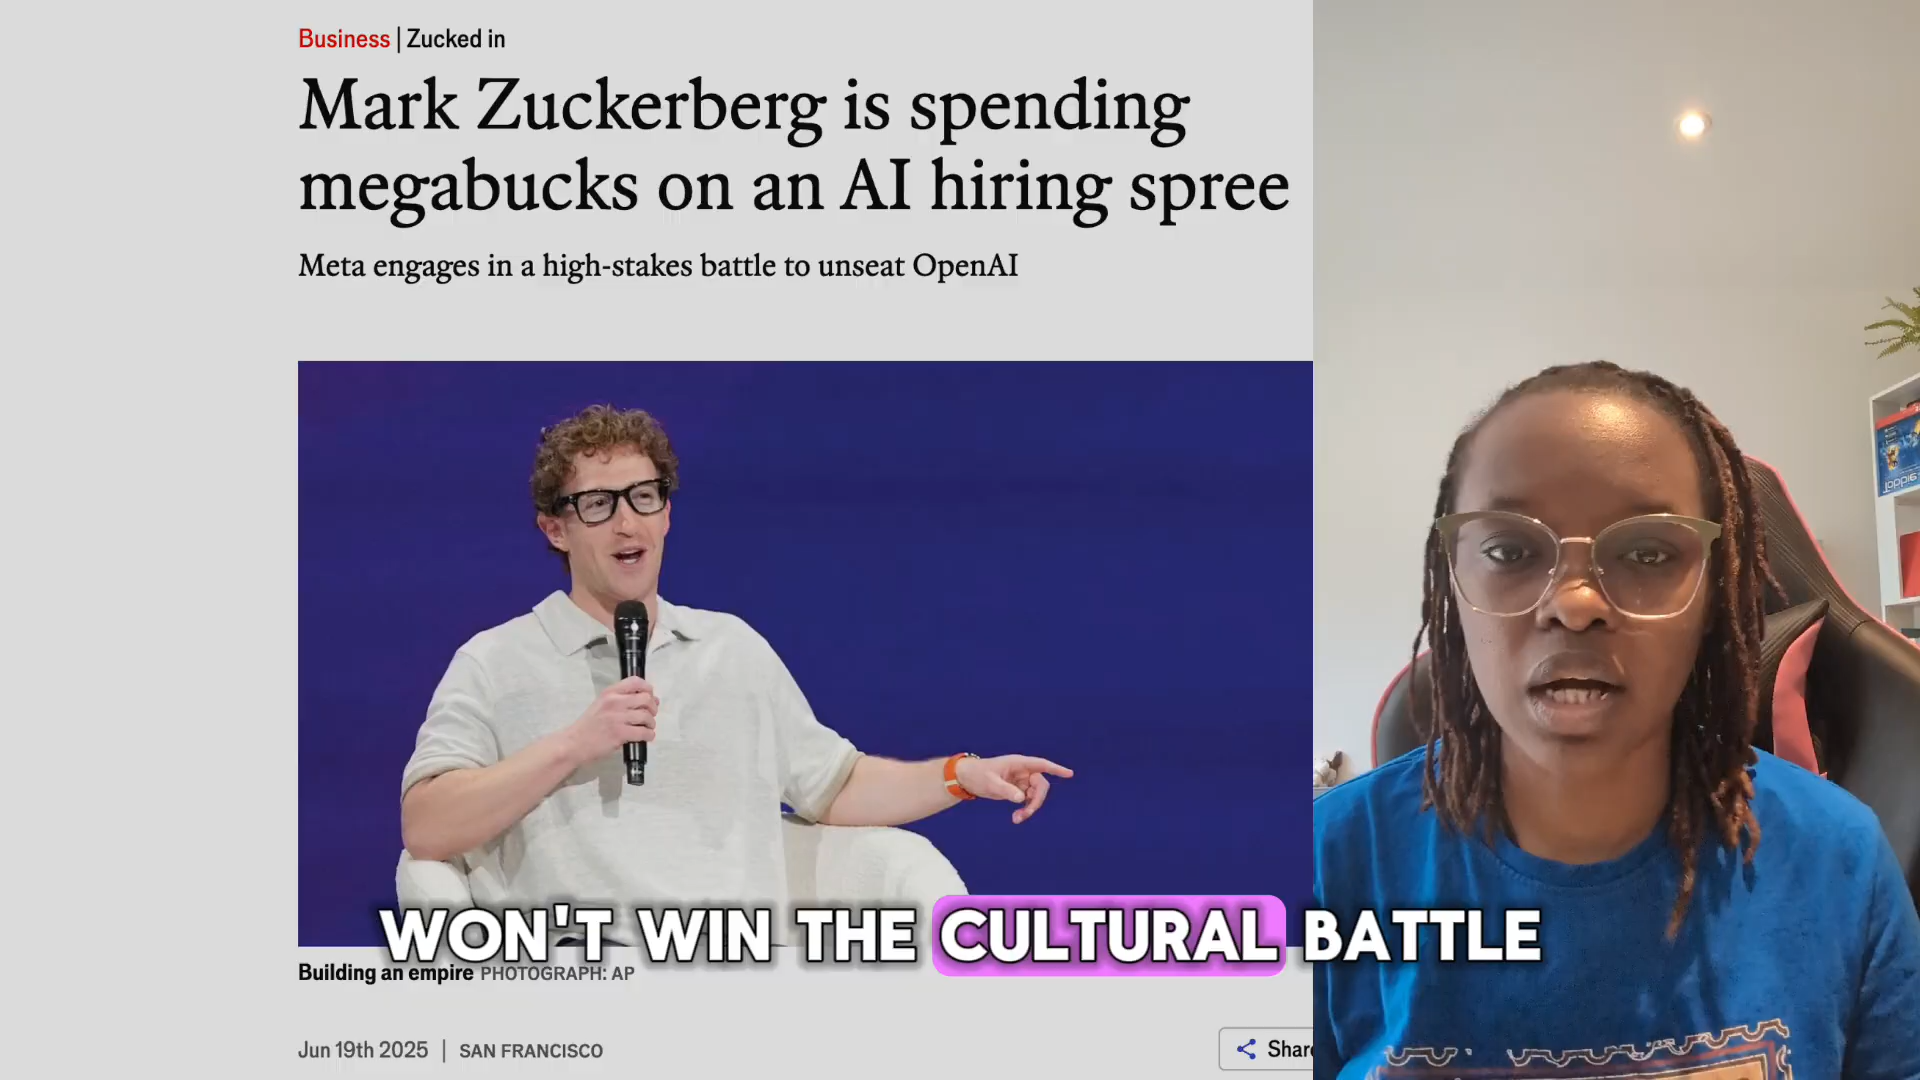 Business | Zucked in
Mark Zuckerberg is spending
megabucks on an AI hiring spree
Meta engages in a high-stakes battle to unseat OpenAI
WON'T WIN THE CULTURAL BATTLE
Building an empire PHOTOGRAPH: AP
Jun 19th 2025 | SAN FRANCISCO